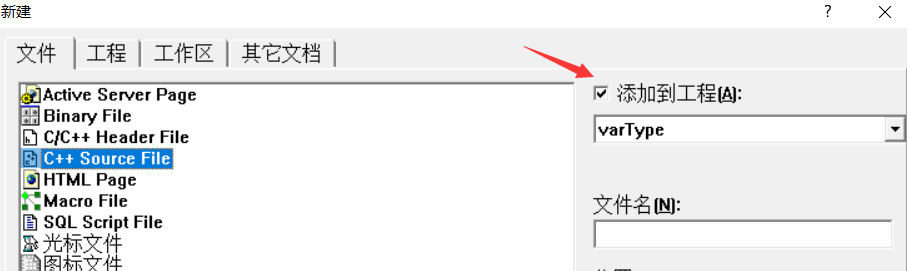 新建
?
文件 工程 工作区 其它文档
Active Server Page
Binary File
C/C++ Header File
C++ Source File
HTML Page
Macro File
SQL Script File
光标文件
图标文件
添加到工程(A):
varType
文件名(N):